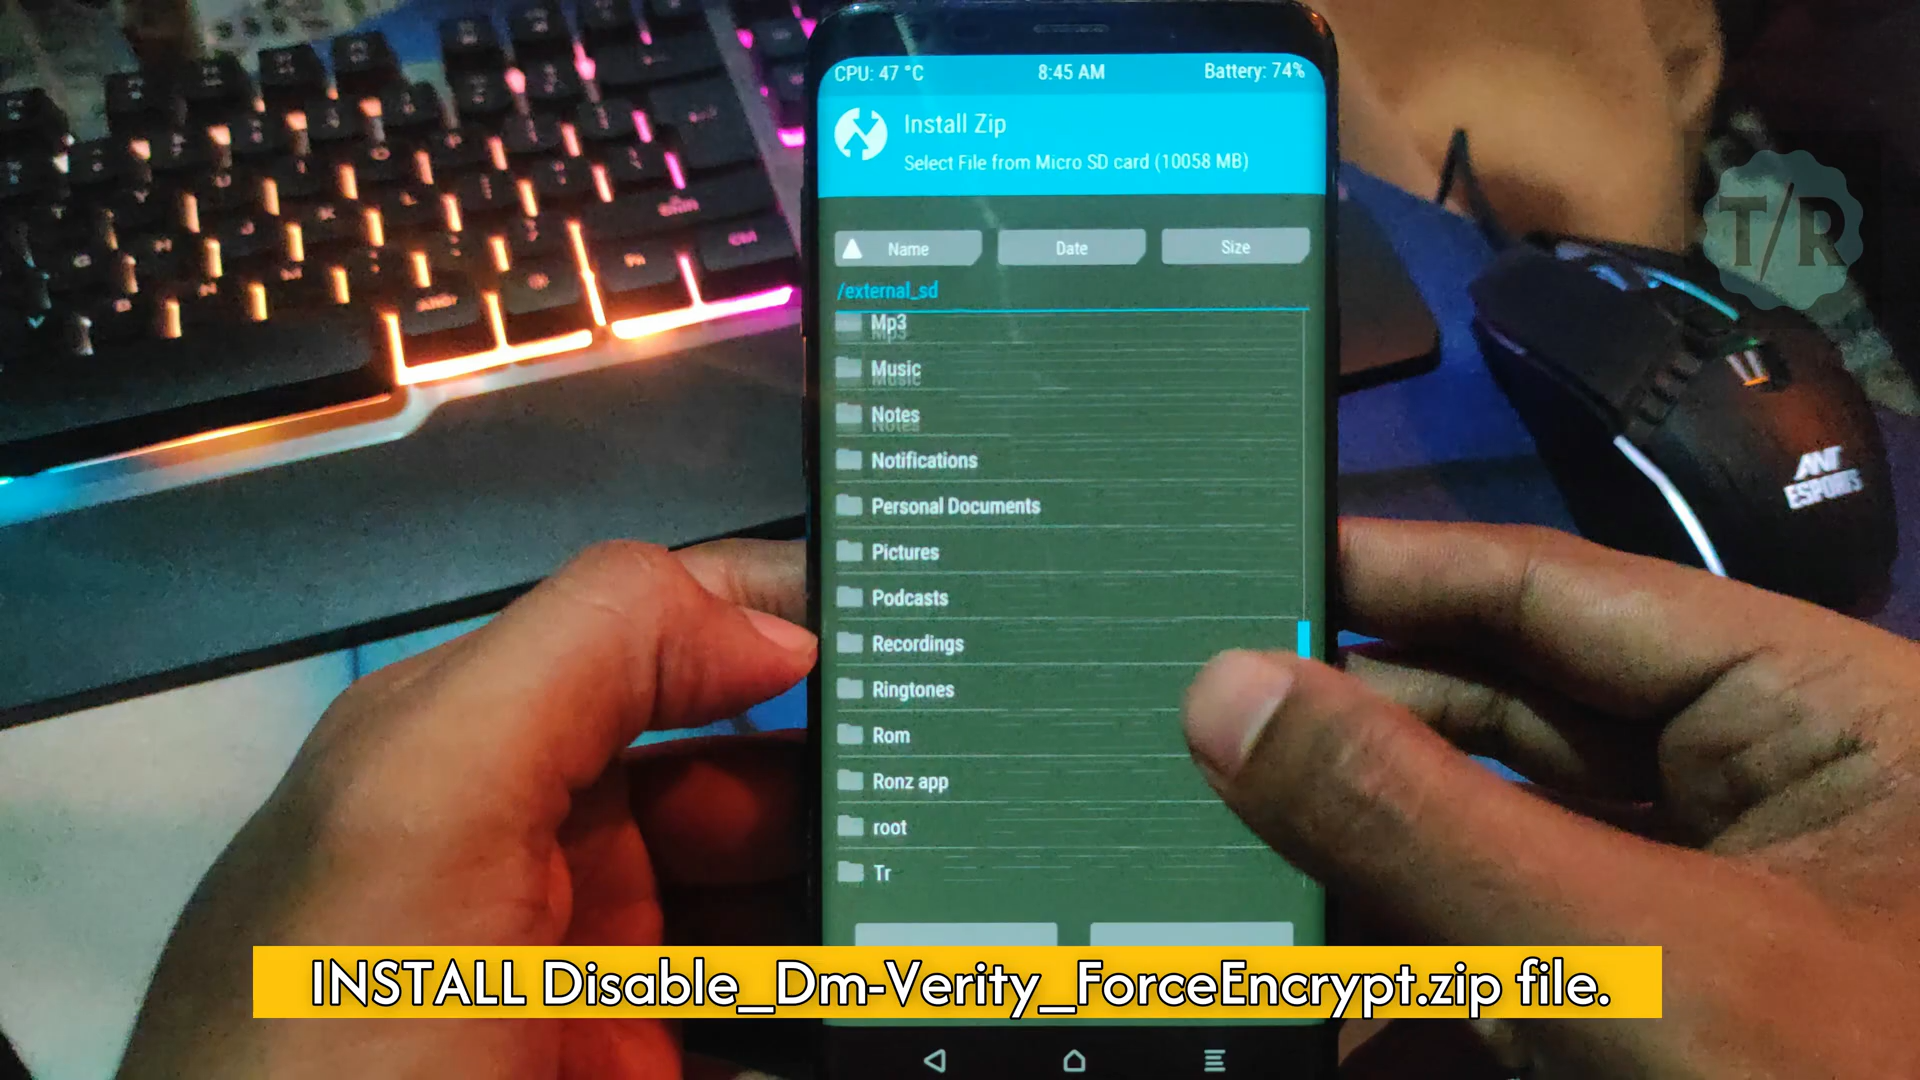 CPU: 47 °C 8:45 AM Battery: 74%
Install Zip
Select File from Micro SD card (10058 MB)
Name Date Size
/external_sd
Mp3
Music
Notes
Notifications
Personal Documents
Pictures
Podcasts
Recordings
Ringtones
Rom
Ronz app
root
Tr
T/R
ANT
ESPORTS
INSTALL Disable_Dm-Verity_ForceEncrypt.zip file.